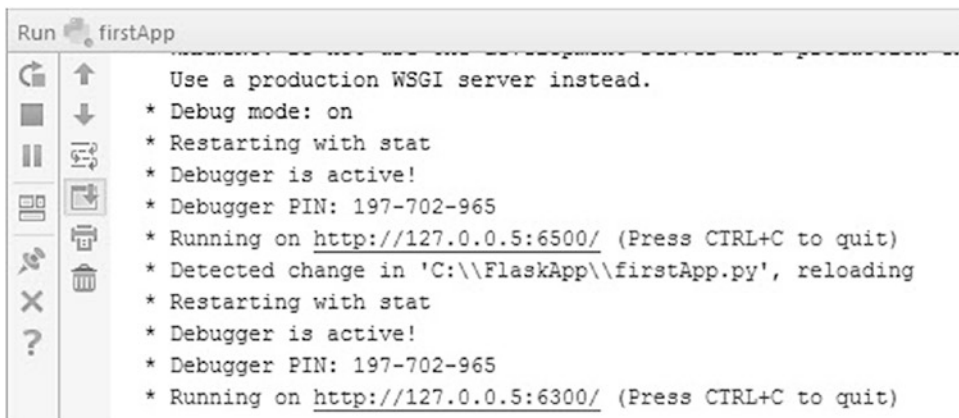 Run firstApp
Use a production WSGI server instead.
* Debug mode: on
* Restarting with stat
* Debugger is active!
* Debugger PIN: 197-702-965
* Running on http://127.0.0.5:6500/ (Press CTRL+C to quit)
* Detected change in 'C:\\FlaskApp\\firstApp.py', reloading
* Restarting with stat
* Debugger is active!
* Debugger PIN: 197-702-965
* Running on http://127.0.0.5:6300/ (Press CTRL+C to quit)